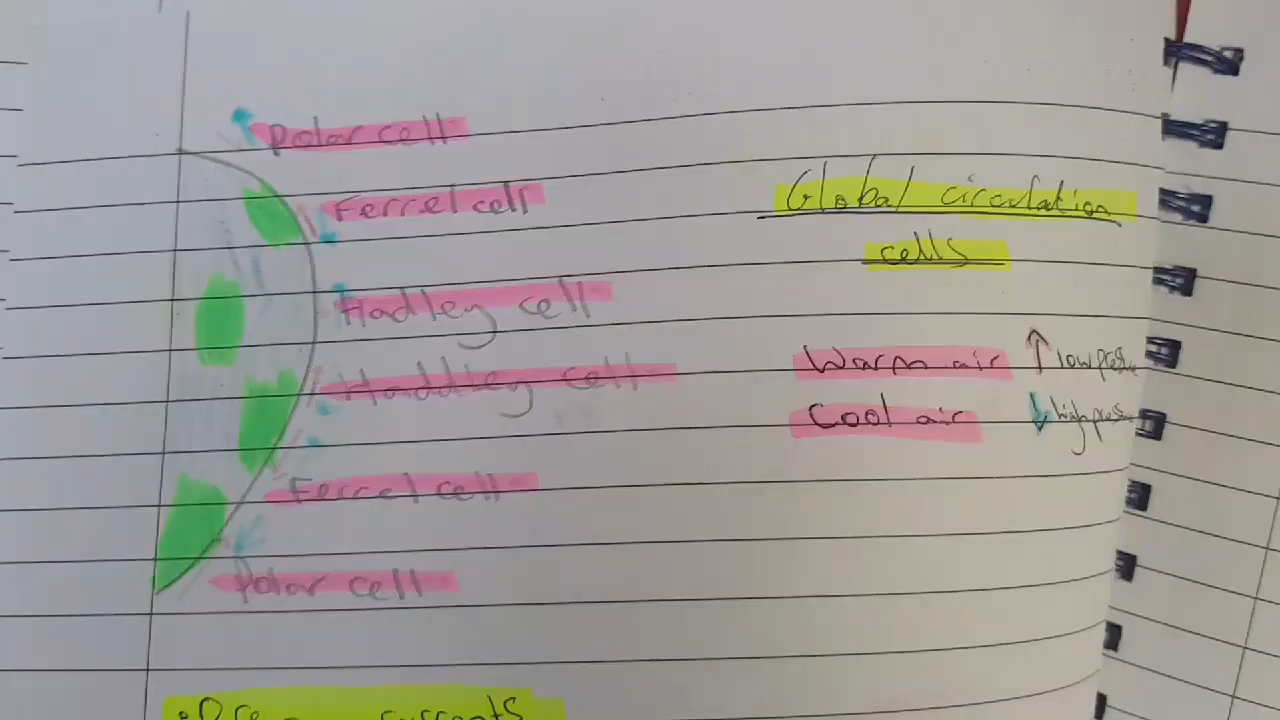 Polar cell
Ferrel cell
Hadley cell
Haddley cell
Ferrel cell
Polar cell
Global circulation
cells
Warm air ↑ low press
Cool air ↓ high press
currents